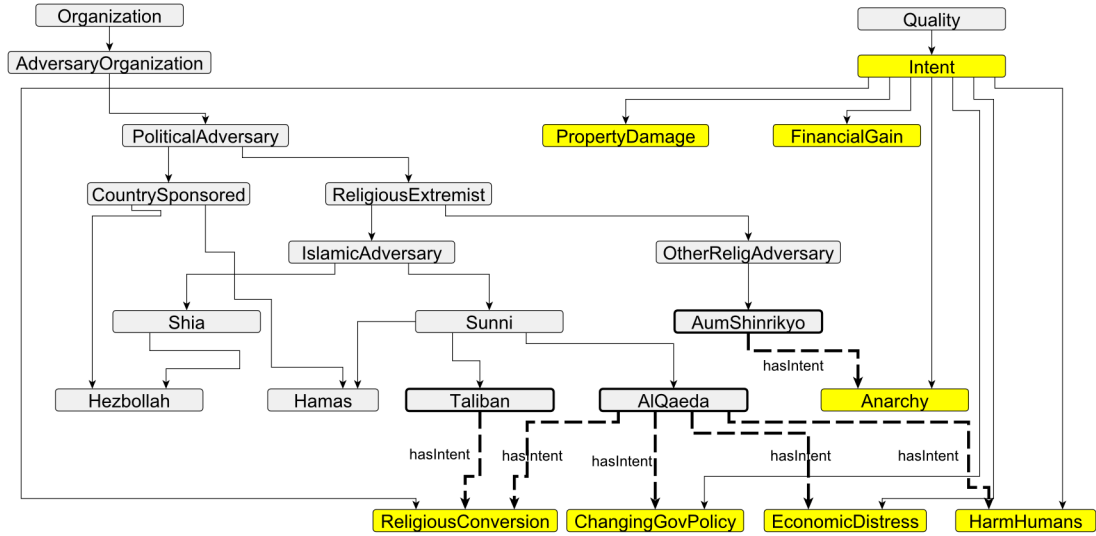 Organization
Quality
AdversaryOrganization
Intent
PoliticalAdversary
PropertyDamage
FinancialGain
CountrySponsored
ReligiousExtremist
IslamicAdversary
OtherReligAdversary
Shia
Sunni
AumShinrikyo
hasIntent
Hezbollah
Hamas
Taliban
AlQaeda
Anarchy
hasIntent
hasIntent
hasIntent
hasIntent
hasIntent
ReligiousConversion
ChangingGovPolicy
EconomicDistress
HarmHumans